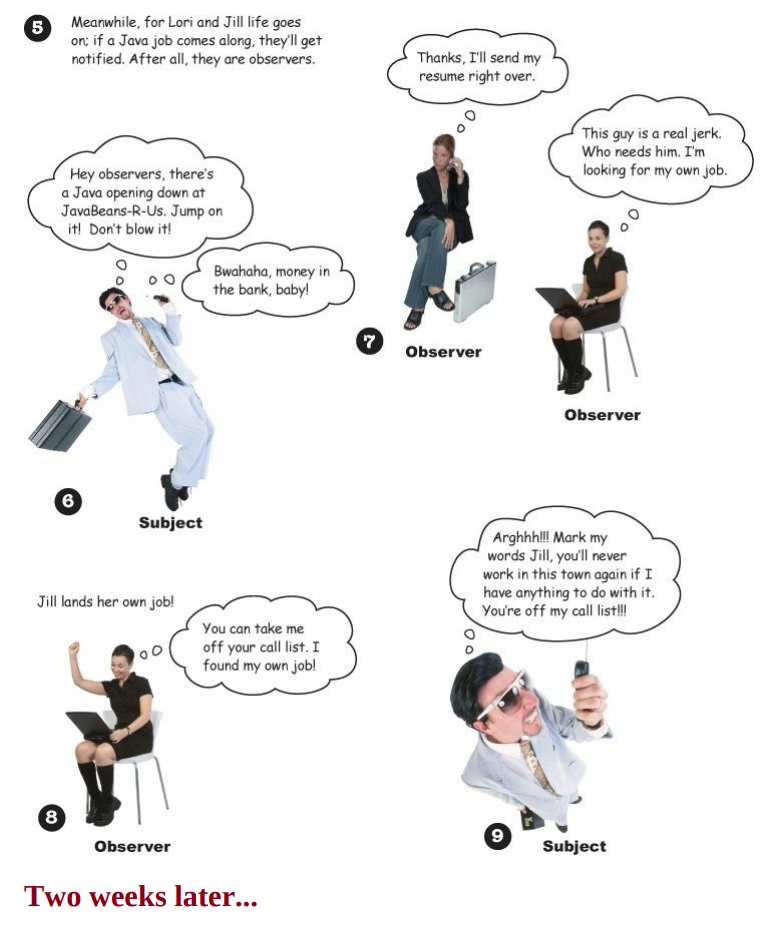 5
Meanwhile, for Lori and Jill life goes
on; if a Java job comes along, they'll get
notified. After all, they are observers.
Hey observers, there's
a Java opening down at
JavaBeans-R-Us. Jump on
it! Don't blow it!
Bwahaha, money in
the bank, baby!
6
Subject
Thanks, I'll send my
resume right over.
This guy is a real jerk.
Who needs him. I'm
looking for my own job.
7
Observer
Observer
Jill lands her own job!
You can take me
off your call list. I
found my own job!
8
Observer
Arghhh!!! Mark my
words Jill, you'll never
work in this town again if I
have anything to do with it.
You're off my call list!!!
9
Subject
Two weeks later...